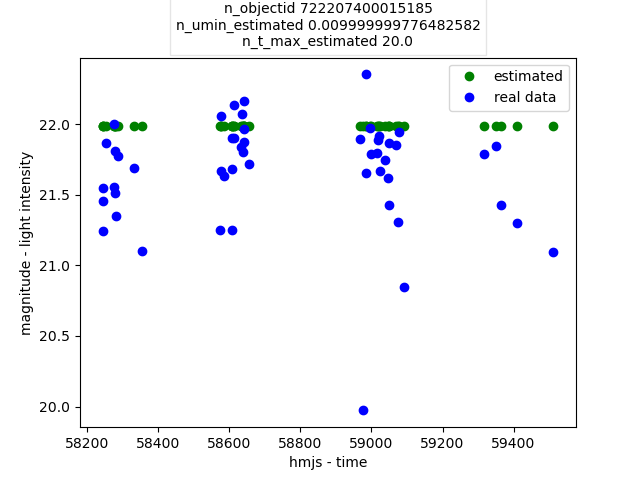 n_objectid 722207400015185
n_umin_estimated 0.009999999776482582
n_t_max_estimated 20.0
estimated
real data
22.0
21.5
21.0
20.5
20.0
magnitude - light intensity
58200 58400 58600 58800 59000 59200 59400
hmjs - time